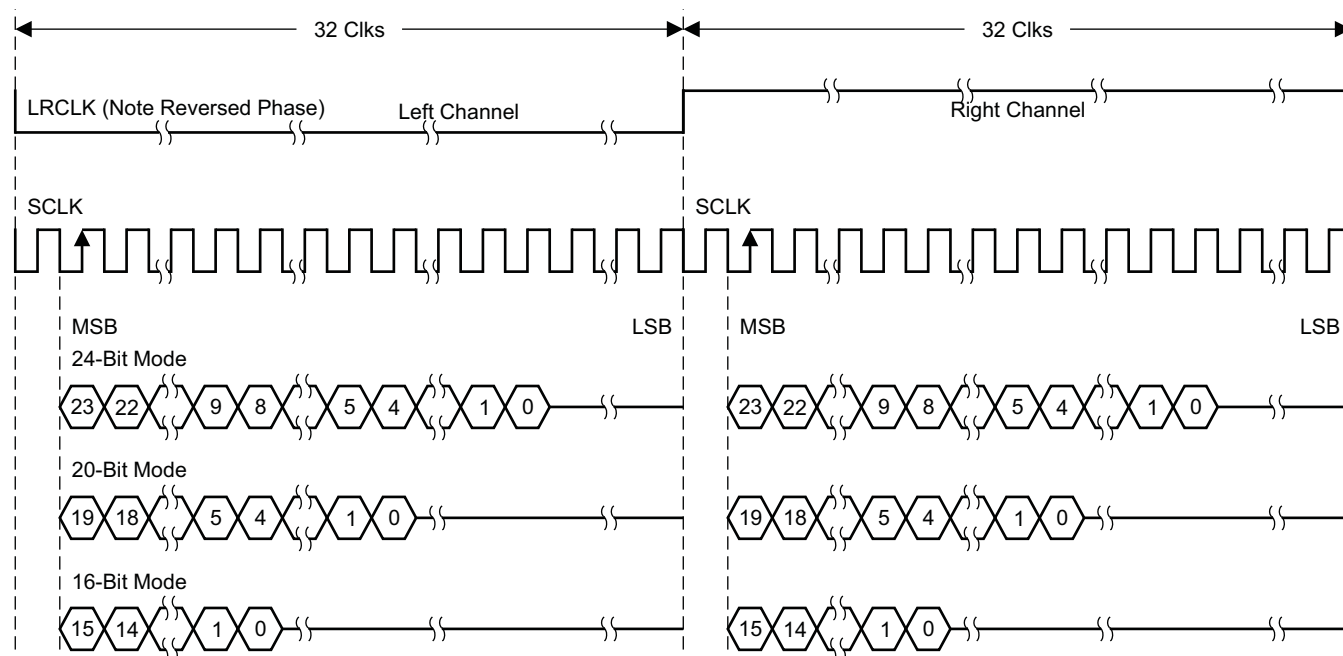 32 Clks 32 Clks
LRCLK (Note Reversed Phase) Left Channel Right Channel
SCLK SCLK
MSB LSB MSB LSB
24-Bit Mode
23 22 9 8 5 4 1 0 23 22 9 8 5 4 1 0
20-Bit Mode
19 18 5 4 1 0 19 18 5 4 1 0
16-Bit Mode
15 14 1 0 15 14 1 0